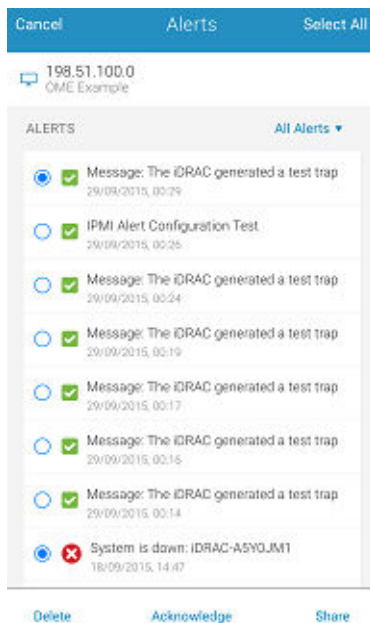 Cancel Alerts Select All
198.51.100.0
OME Example
ALERTS All Alerts ▾
Message: The iDRAC generated a test trap
29/09/2015, 00:29
IPMI Alert Configuration Test
29/09/2015, 00:26
Message: The iDRAC generated a test trap
29/09/2015, 00:24
Message: The iDRAC generated a test trap
29/09/2015, 00:19
Message: The iDRAC generated a test trap
29/09/2015, 00:17
Message: The iDRAC generated a test trap
29/09/2015, 00:16
Message: The iDRAC generated a test trap
29/09/2015, 00:14
System is down: iDRAC-A5Y0JM1
18/09/2015, 14:47
Delete Acknowledge Share